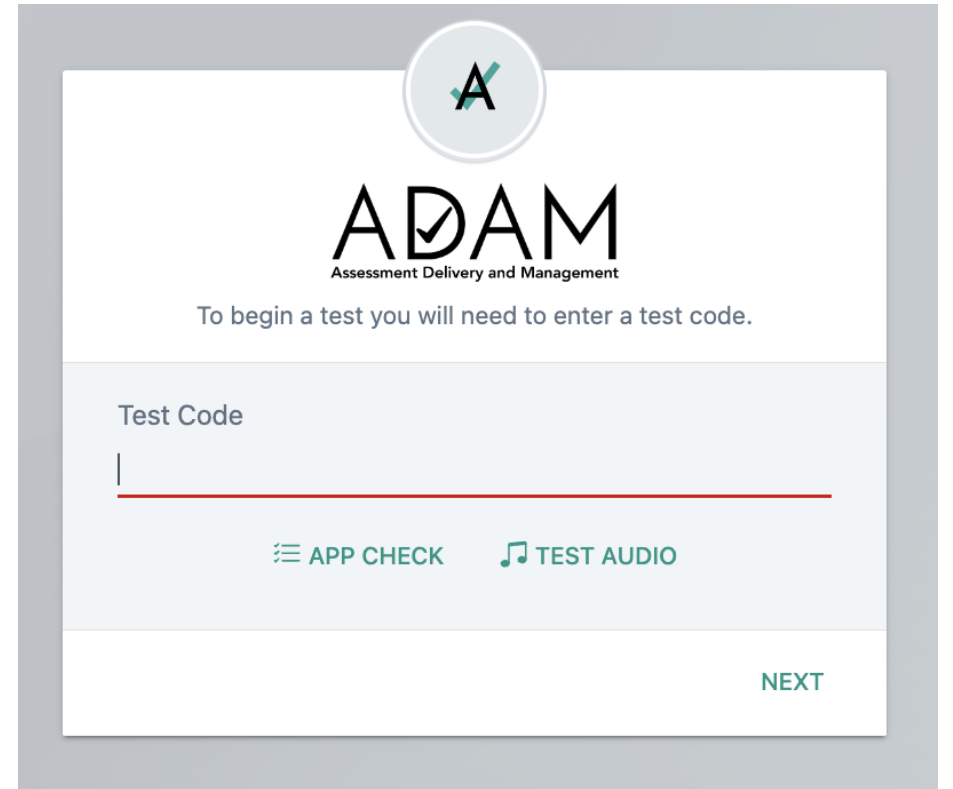 A
ADAM
Assessment Delivery and Management
To begin a test you will need to enter a test code.
Test Code
APP CHECK TEST AUDIO
NEXT